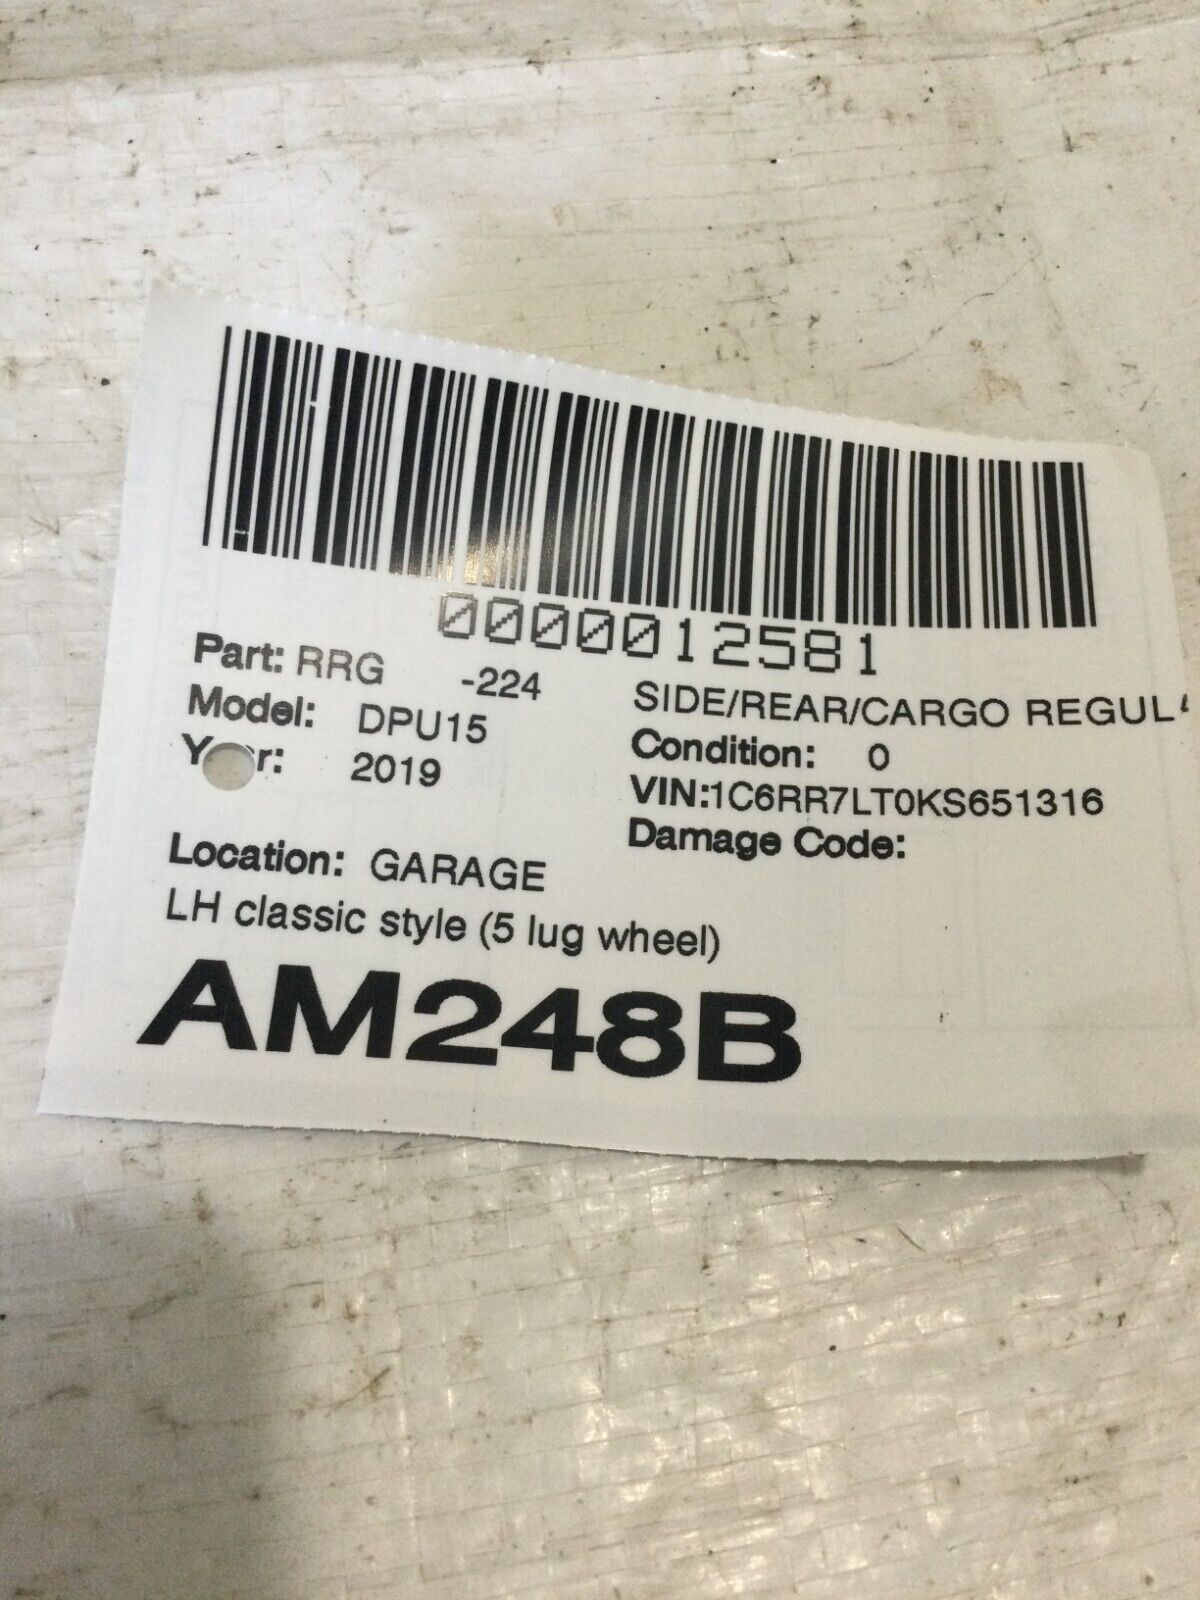 0000012581
Part: RRG -224 SIDE/REAR/CARGO REGUL
Model: DPU15 Condition: 0
2019 VIN:1C6RR7LT0KS651316
Damage Code:
Location: GARAGE
LH classic style (5 lug wheel)
AM248B